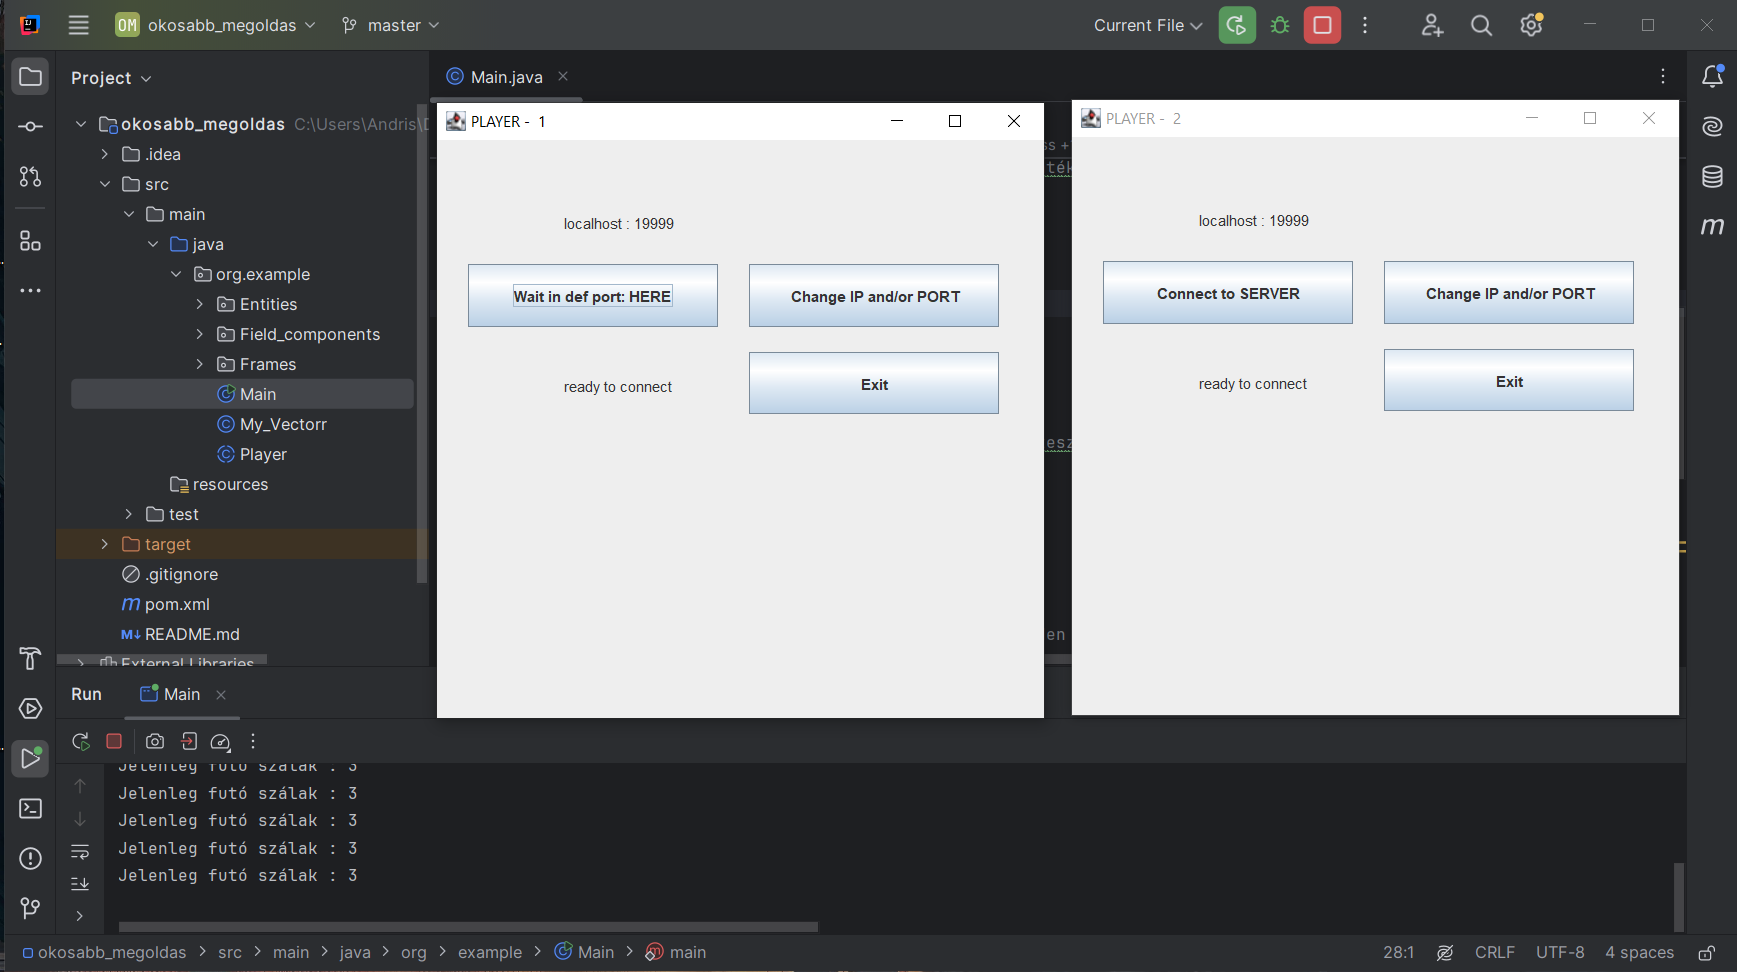 OM okosabb_megoldas master Current File
Project
Main.java
okosabb_megoldas C:\Users\Andris\
.idea
src
main
java
org.example
Entities
Field_components
Frames
Main
My_Vectorr
Player
resources
test
target
.gitignore
pom.xml
README.md
External Libraries
PLAYER - 1
localhost : 19999
Wait in def port: HERE
Change IP and/or PORT
ready to connect
Exit
PLAYER - 2
localhost : 19999
Connect to SERVER
Change IP and/or PORT
ready to connect
Exit
Run Main
Jelenleg futó szálak : 3
Jelenleg futó szálak : 3
Jelenleg futó szálak : 3
Jelenleg futó szálak : 3
Jelenleg futó szálak : 3
okosabb_megoldas > src > main > java > org > example > Main > main
28:1 CRLF UTF-8 4 spaces